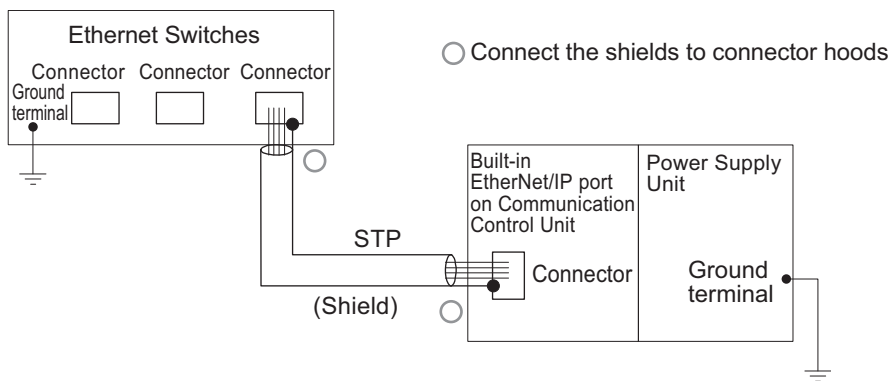 Ethernet Switches
Connector Connector Connector
Ground
terminal
Connect the shields to connector hoods
Built-in
EtherNet/IP port
on Communication
Control Unit
Power Supply
Unit
STP
Connector
Ground
terminal
(Shield)